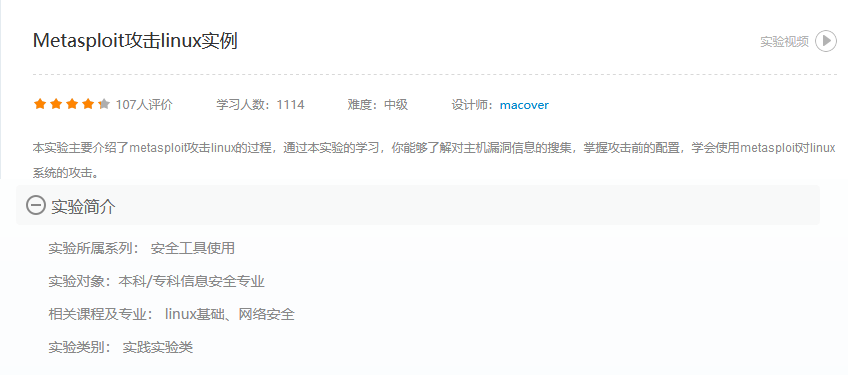 Metasploit攻击linux实例
实验视频
107人评价 学习人数：1114 难度：中级 设计师：macover
本实验主要介绍了metasploit攻击linux的过程，通过本实验的学习，你能够了解对主机漏洞信息的搜集，掌握攻击前的配置，学会使用metasploit对linux
系统的攻击。
实验简介
实验所属系列： 安全工具使用
实验对象：本科/专科信息安全专业
相关课程及专业： linux基础、网络安全
实验类别： 实践实验类